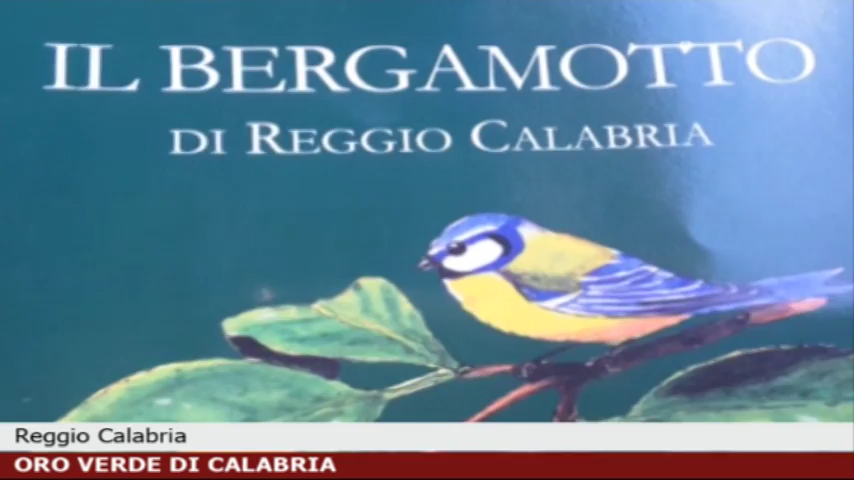 IL BERGAMOTTO
DI REGGIO CALABRIA
Reggio Calabria
ORO VERDE DI CALABRIA